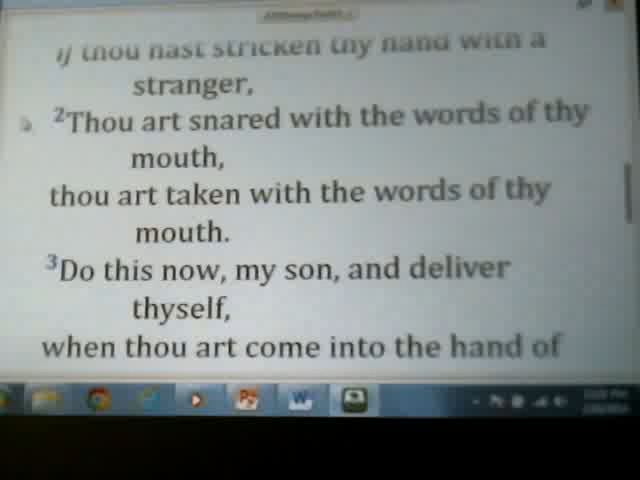 if thou hast stricken thy hand with a
stranger,
2Thou art snared with the words of thy
mouth,
thou art taken with the words of thy
mouth.
3Do this now, my son, and deliver
thyself,
when thou art come into the hand of
W